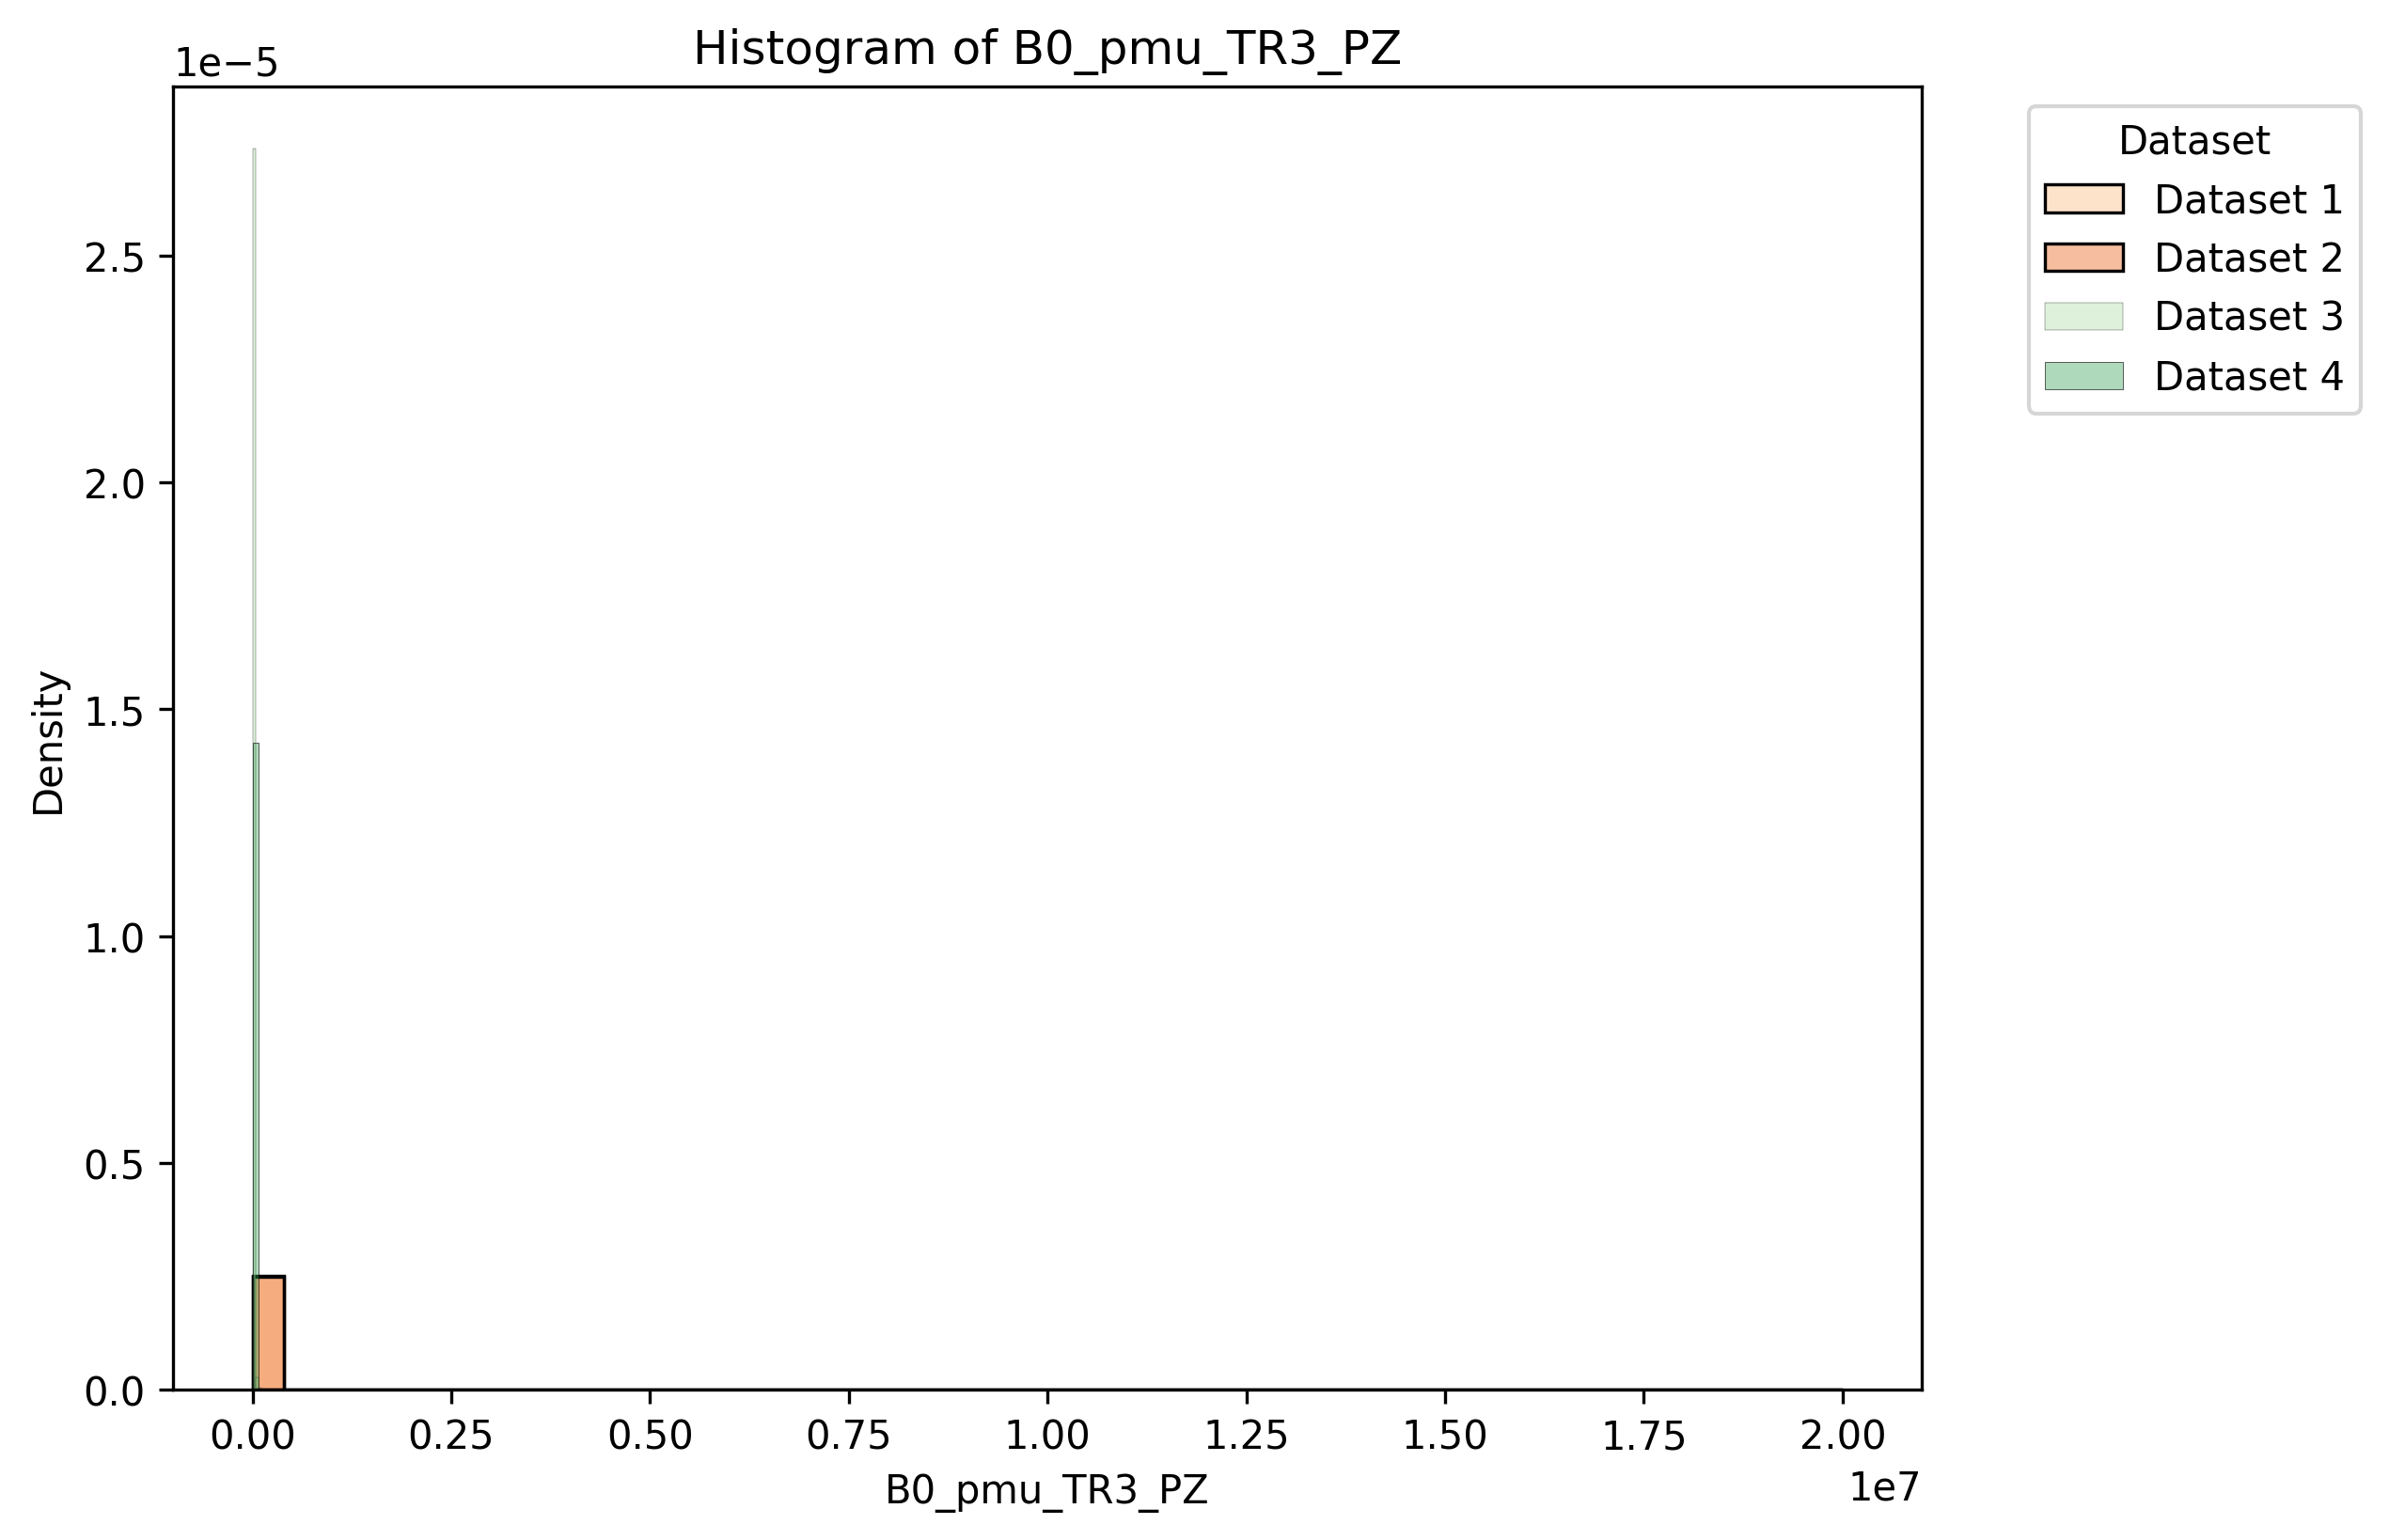 Histogram of B0_pmu_TR3_PZ
1e−5
2.5
2.0
1.5
1.0
0.5
0.0
Density
0.00 0.25 0.50 0.75 1.00 1.25 1.50 1.75 2.00
1e7
B0_pmu_TR3_PZ
Dataset
Dataset 1
Dataset 2
Dataset 3
Dataset 4